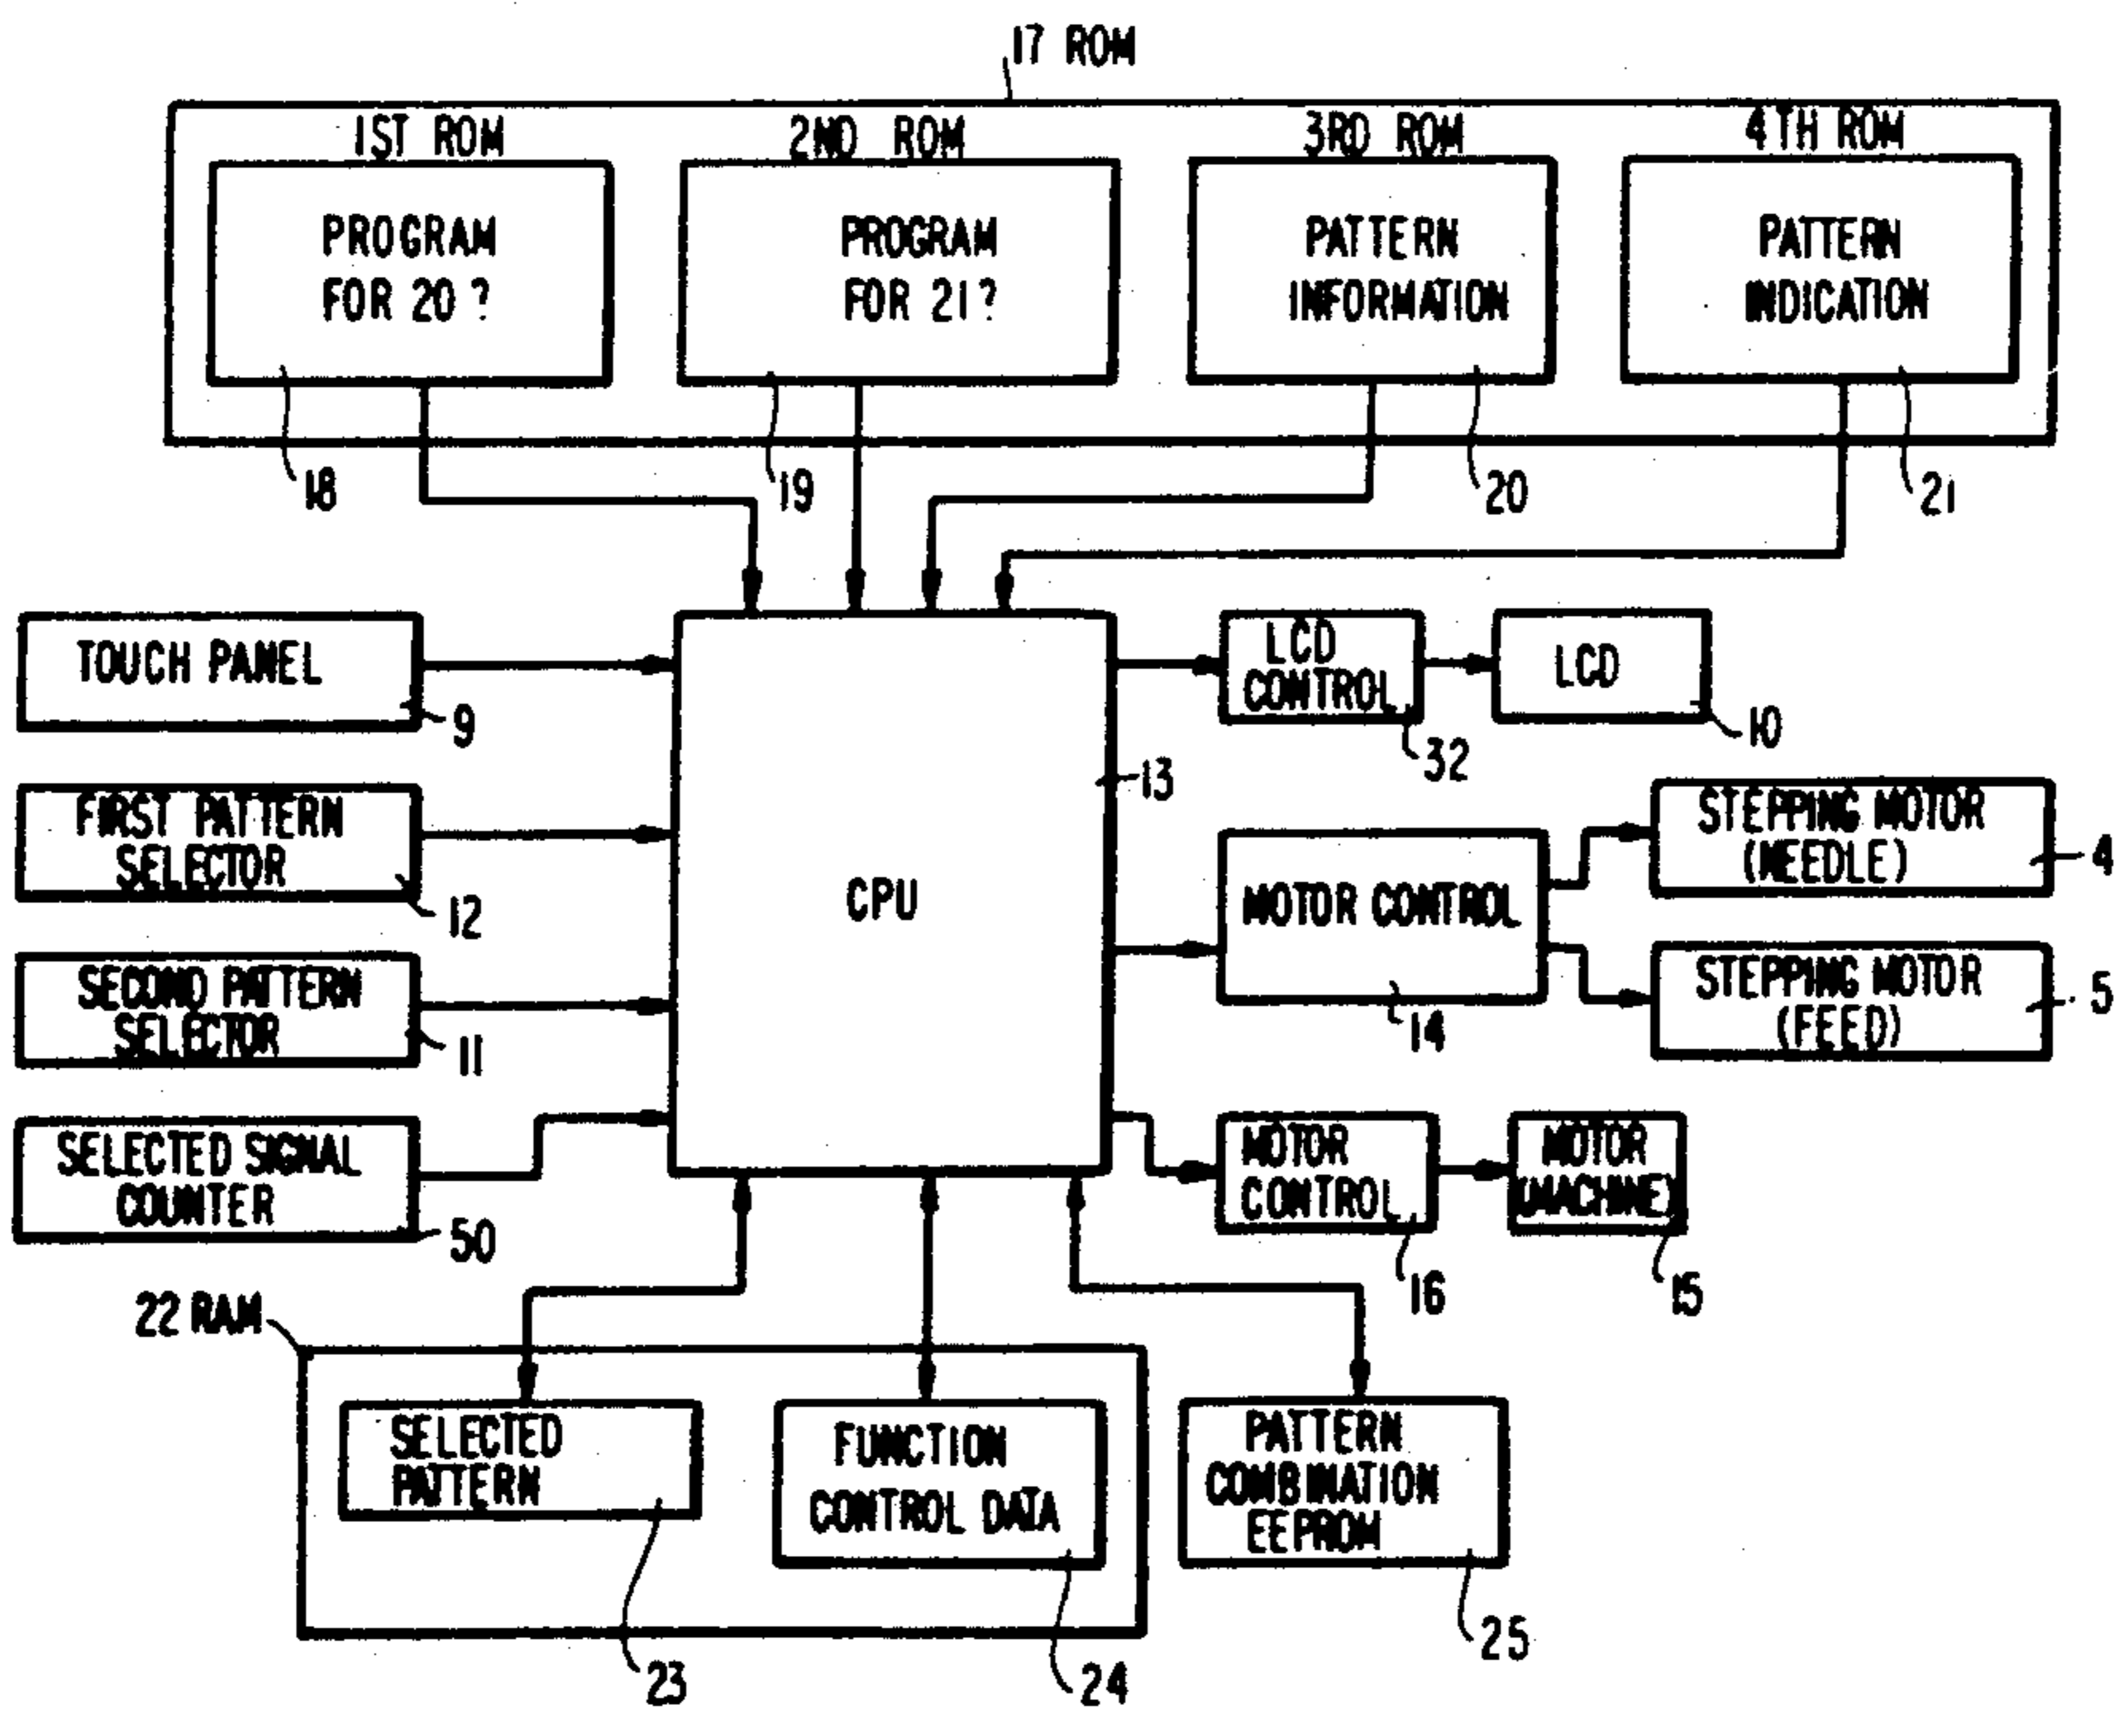 17 ROM
1ST ROM
2ND ROM
3RD ROM
4TH ROM
PROGRAM
FOR 20 ?
PROGRAM
FOR 21?
PATTERN
INFORMATION
PATTERN
INDICATION
18
19
20
21
TOUCH PANEL
9
FIRST PATTERN
SELECTOR
12
SECOND PATTERN
SELECTOR
11
SELECTED SIGNAL
COUNTER
50
CPU
13
LCD
CONTROL
32
LCD
10
MOTOR CONTROL
14
STEPPING MOTOR
(NEEDLE)
4
STEPPING MOTOR
(FEED)
5
MOTOR
CONTROL
16
MOTOR
(MACHINE)
15
22 RAM
SELECTED
PATTERN
23
FUNCTION
CONTROL DATA
24
PATTERN
COMBINATION
EEPROM
25